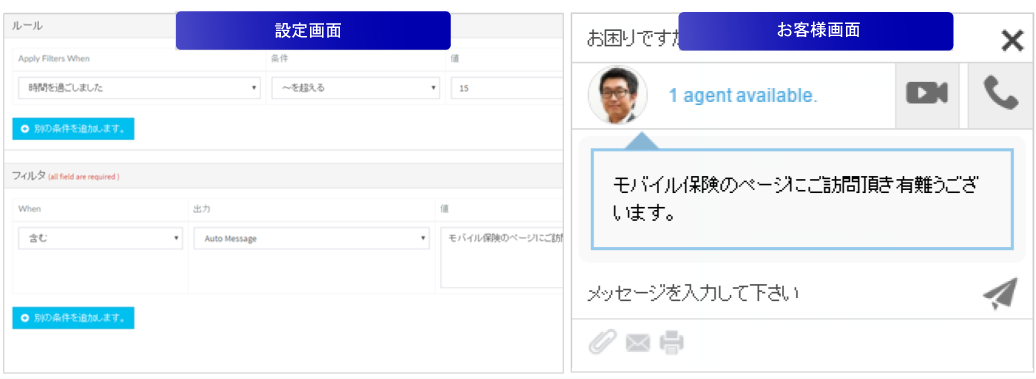 設定画面
ルール
Apply Filters When 条件 値
時間を過ごしました ～を超える 15
別の条件を追加します。
フィルタ (all field are required )
When 出力 値
含む Auto Message モバイル保険のページにご訪
別の条件を追加します。
お客様画面
お困りですか
1 agent available.
モバイル保険のページにご訪問頂き有難うござ
います。
メッセージを入力して下さい